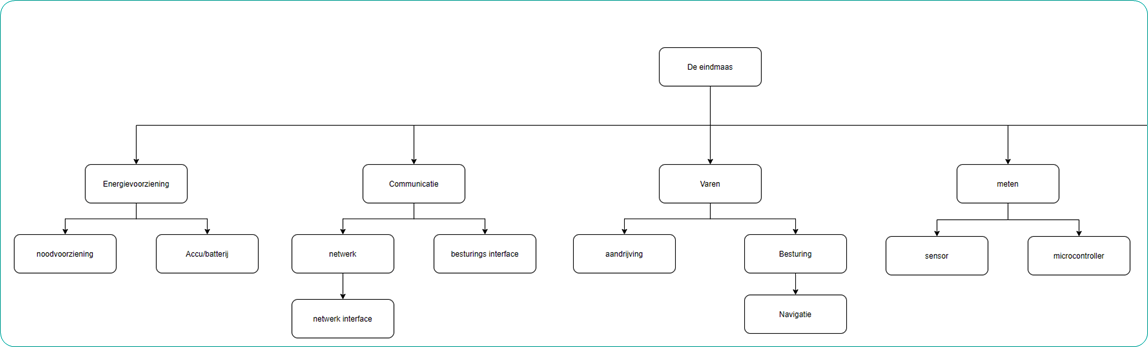 De eindmaas
Energievoorziening
Communicatie
Varen
meten
noodvoorziening
Accu/batterij
netwerk
besturings interface
aandrijving
Besturing
sensor
microcontroller
netwerk interface
Navigatie